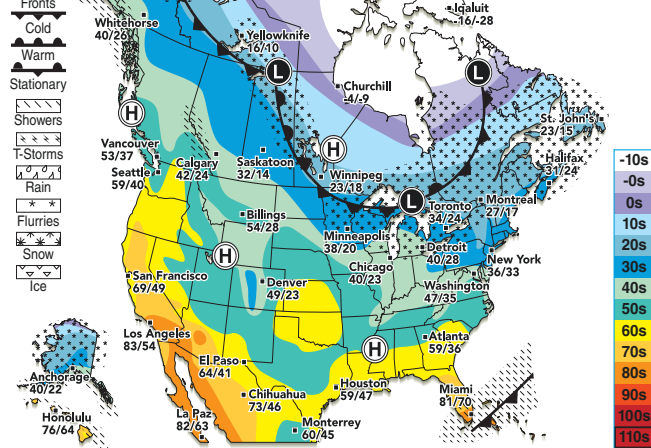 Fronts
Cold
Warm
Stationary
Showers
T-Storms
Rain
Flurries
Snow
Ice
Whitehorse
40/26
Yellowknife
16/10
Iqaluit
-16/-28
L
L
Churchill
-4/-9
H
H
St. John's
23/15
Vancouver
53/37
Seattle
59/40
Calgary
42/24
Saskatoon
32/14
Winnipeg
23/18
Halifax
31/24
L
Toronto
34/24
Montreal
27/17
Billings
54/28
Minneapolis
38/20
Detroit
40/28
New York
36/33
H
Chicago
40/23
San Francisco
69/49
Denver
49/23
Washington
47/35
Los Angeles
83/54
H
Atlanta
59/36
El Paso
64/41
Anchorage
40/22
Chihuahua
73/46
Houston
59/47
Miami
81/70
Honolulu
76/64
La Paz
82/63
Monterrey
60/45
-10s
-0s
0s
10s
20s
30s
40s
50s
60s
70s
80s
90s
100s
110s